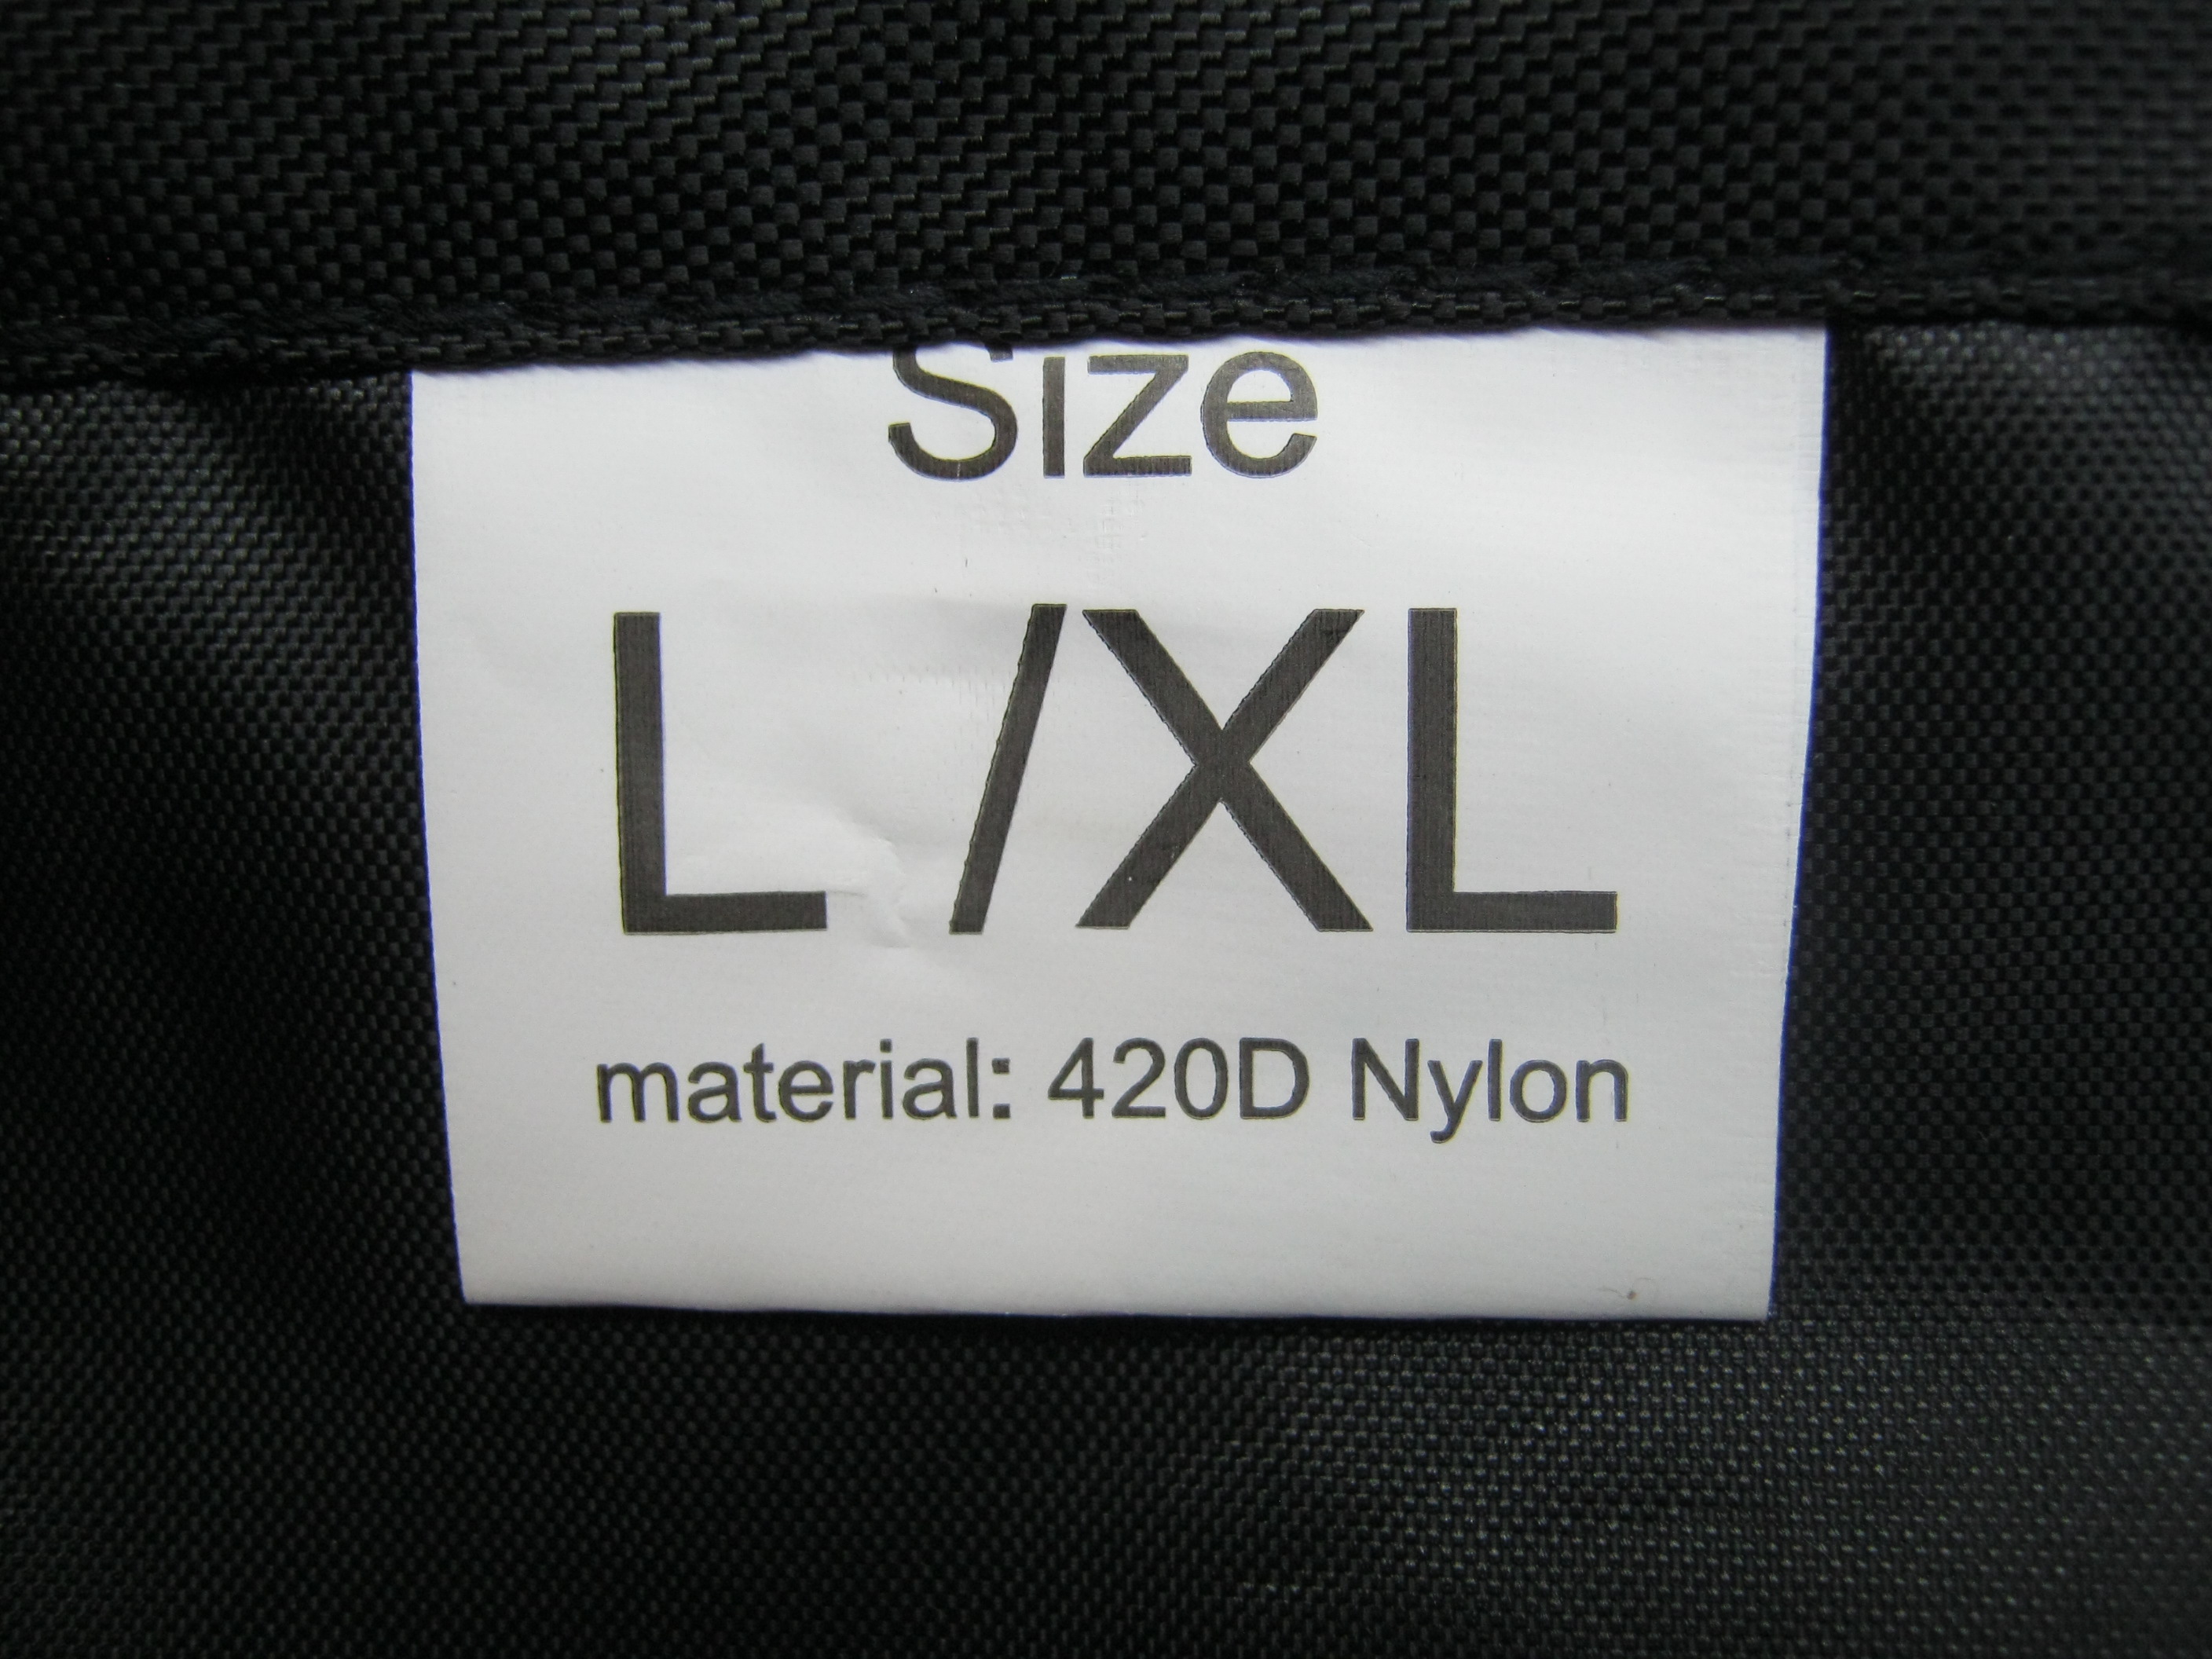 Size
L /XL
material: 420D Nylon